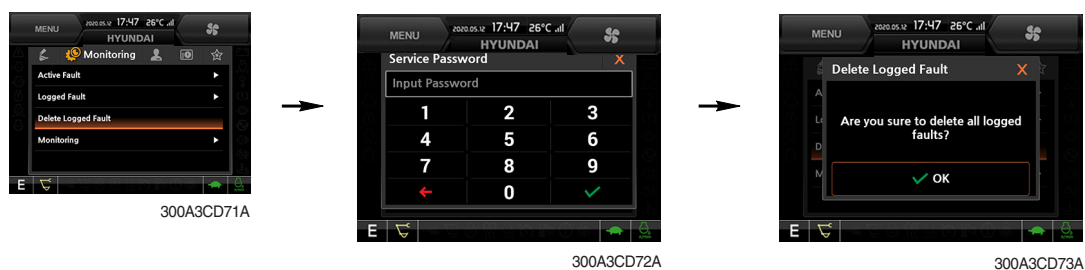 MENU
2020.05.12 17:47 26°C
HYUNDAI
Monitoring
Active Fault
Logged Fault
Delete Logged Fault
Monitoring
E
300A3CD71A
MENU
2020.05.12 17:47 26°C
HYUNDAI
Service Password X
Input Password
1 2 3
4 5 6
7 8 9
0
E
300A3CD72A
MENU
2020.05.12 17:47 26°C
HYUNDAI
Delete Logged Fault X
Are you sure to delete all logged
faults?
OK
E
300A3CD73A